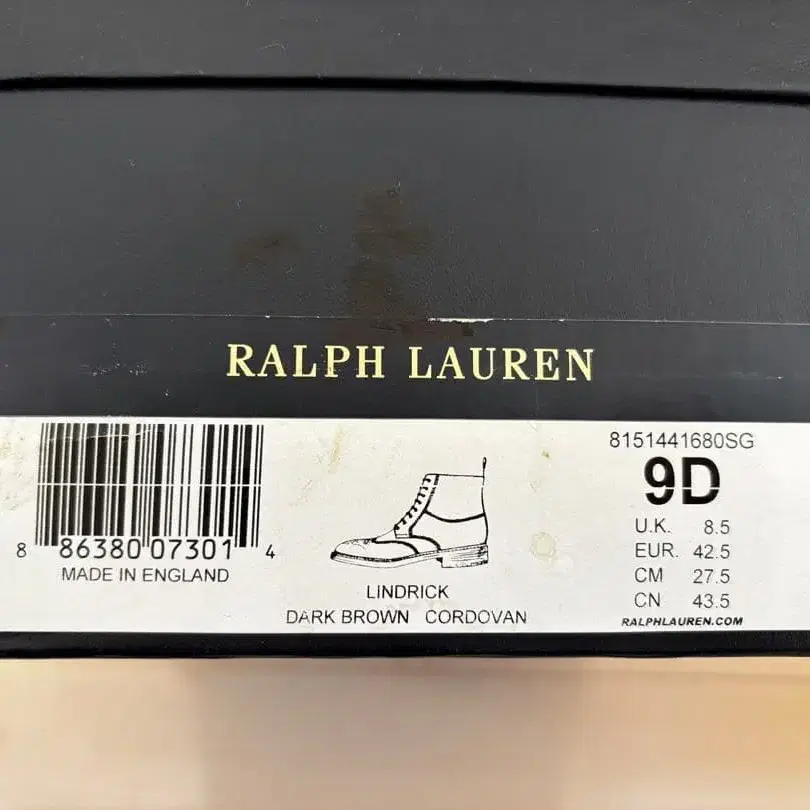 RALPH LAUREN
8 86380 07301 4
MADE IN ENGLAND
LINDRICK
DARK BROWN CORDOVAN
8151441680SG
9D
U.K. 8.5
EUR. 42.5
CM 27.5
CN 43.5
RALPHLAUREN.COM